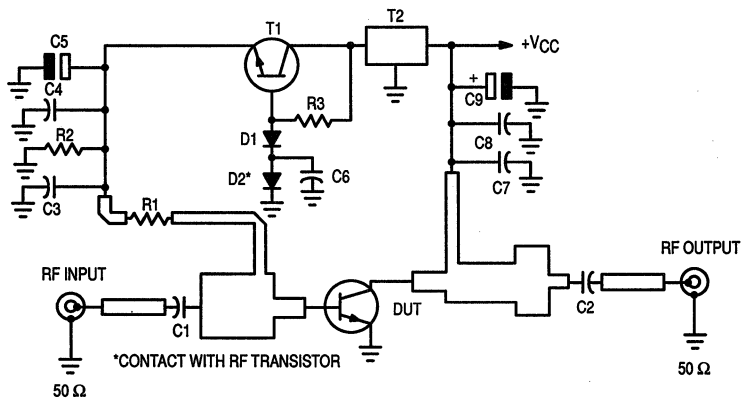 T1
T2
C5
+VCC
C4
+
C9
R3
R2
D1
C8
D2*
C6
C3
C7
R1
RF INPUT
RF OUTPUT
C1
DUT
C2
*CONTACT WITH RF TRANSISTOR
50 Ω
50 Ω